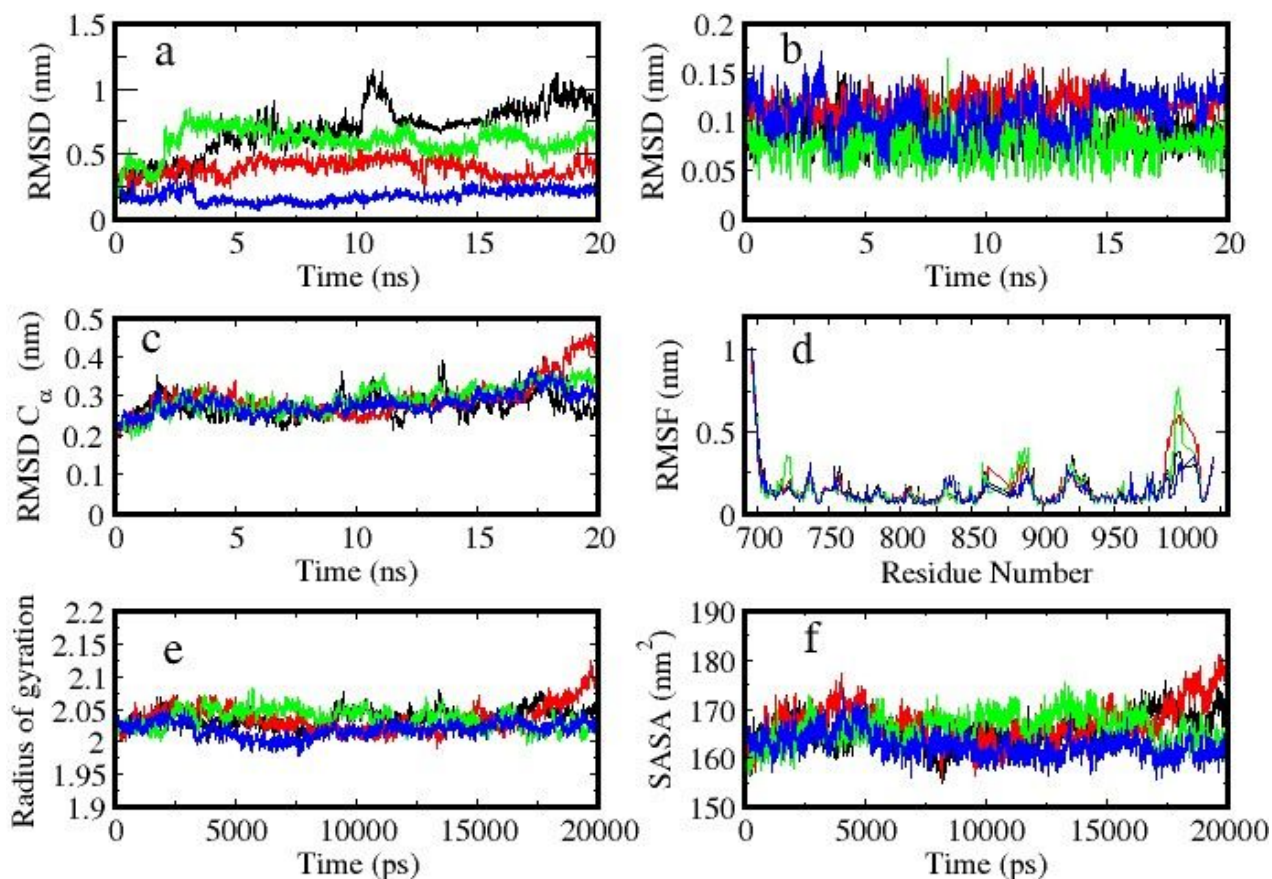 a
RMSD (nm)
1.5
1
0.5
0
0 5 10 15 20
Time (ns)
b
RMSD (nm)
0.2
0.15
0.1
0.05
0
0 5 10 15 20
Time (ns)
c
RMSD Cα (nm)
0.5
0.4
0.3
0.2
0.1
0
0 5 10 15 20
Time (ns)
d
RMSF (nm)
1
0.5
0
700 750 800 850 900 950 1000
Residue Number
e
Radius of gyration
2.2
2.15
2.1
2.05
2
1.95
1.9
0 5000 10000 15000 20000
Time (ps)
f
SASA (nm²)
190
180
170
160
150
0 5000 10000 15000 20000
Time (ps)